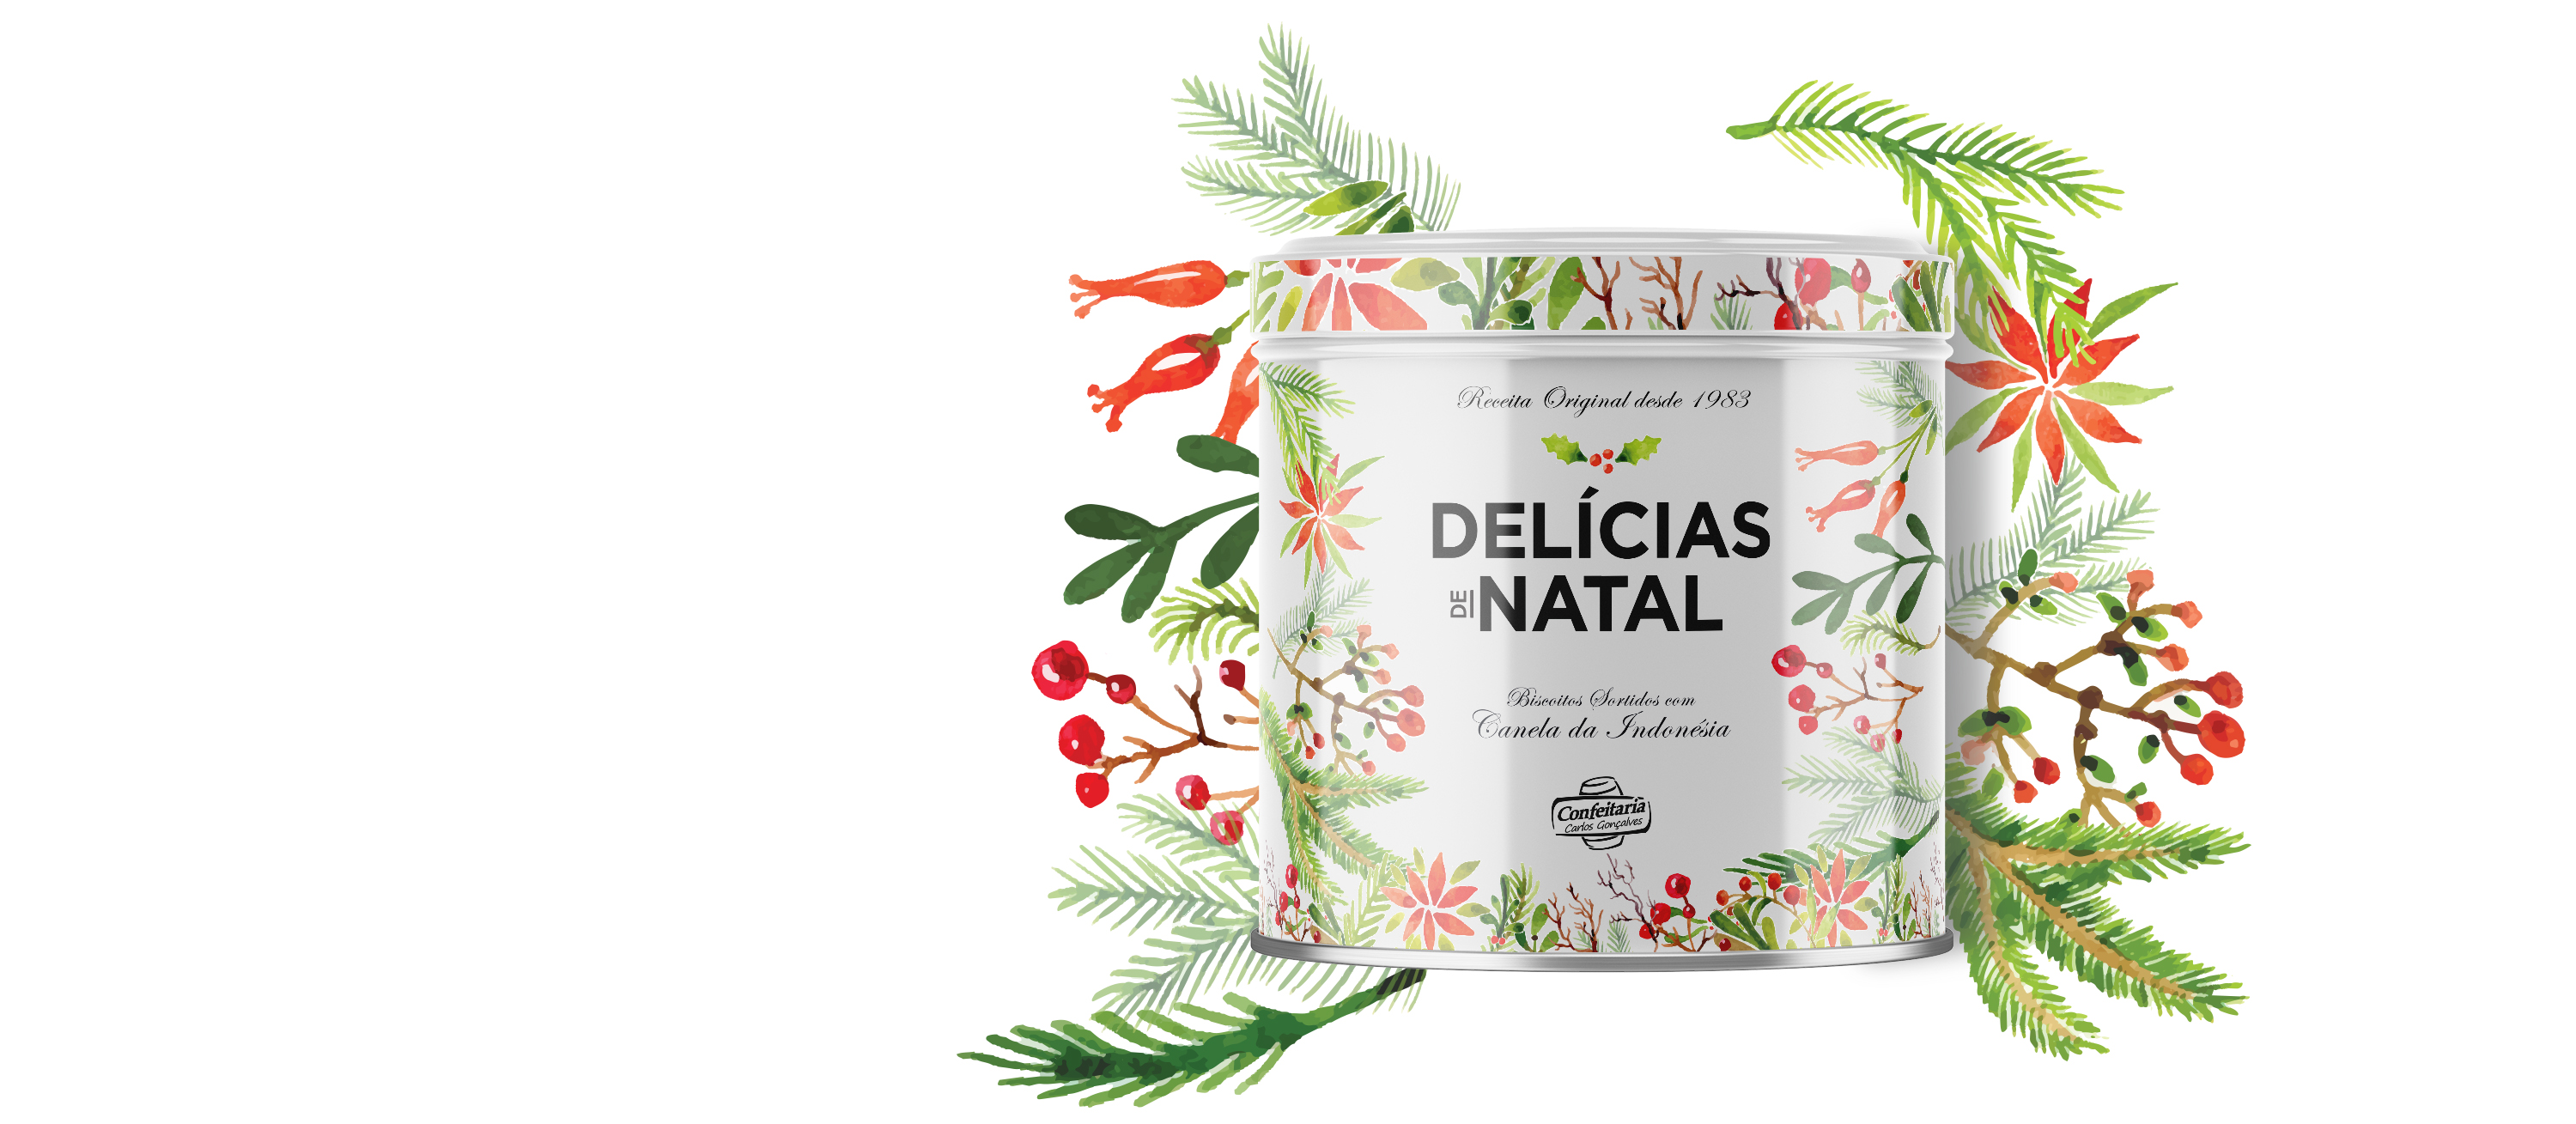 Receita Original desde 1983
DELÍCIAS
DE NATAL
Biscoitos Sortidos com
Canela da Indonésia
Confeitaria
Carlos Gonçalves